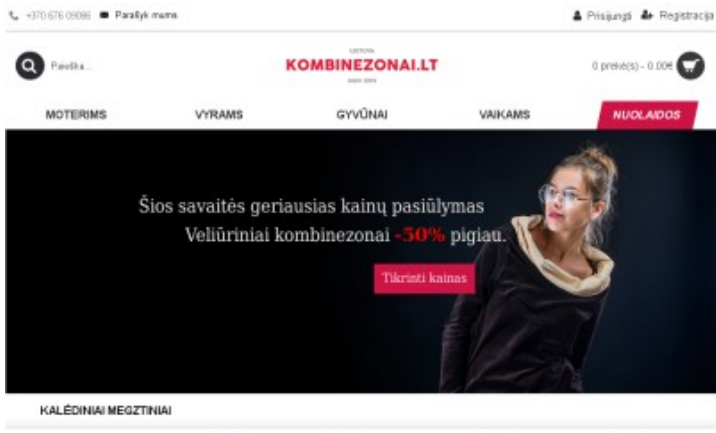 +370 676 09086 Parašyk mums
Prisijungti Registracija
Paieška...
LIETUVA
KOMBINEZONAI.LT
0 prekė(s) - 0.00€
MOTERIMS VYRAMS GYVŪNAI VAIKAMS NUOLAIDOS
Šios savaitės geriausias kainų pasiūlymas
Veliūriniai kombinezonai -50% pigiau.
Tikrinti kainas
KALĖDINIAI MEGZTINIAI